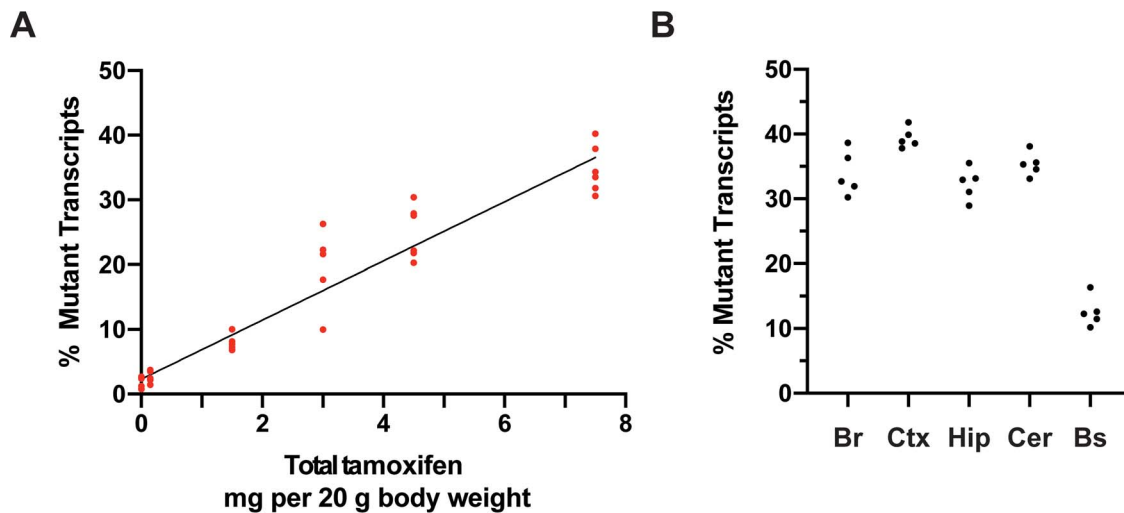 A
50
40
30
20
10
0
% Mutant Transcripts
0 2 4 6 8
Total tamoxifen
mg per 20 g body weight
B
50
40
30
20
10
0
% Mutant Transcripts
Br Ctx Hip Cer Bs